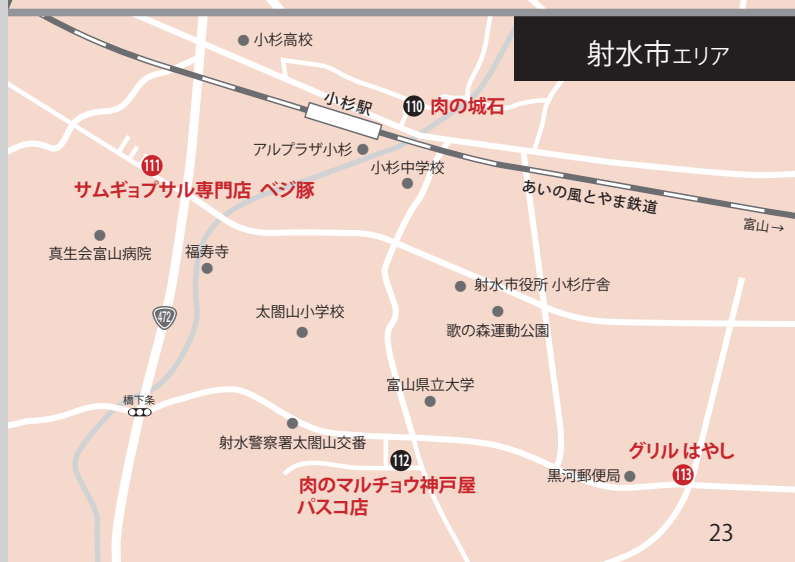 射水市エリア
小杉高校
小杉駅
110 肉の城石
アルプラザ小杉
小杉中学校
111
サムギョプサル専門店 ベジ豚
あいの風とやま鉄道
富山→
真生会富山病院
福寿寺
射水市役所 小杉庁舎
太閤山小学校
472
歌の森運動公園
富山県立大学
橋下条
射水警察署太閤山交番
112
肉のマルチョウ神戸屋
パスコ店
グリル はやし
黒河郵便局
113
23